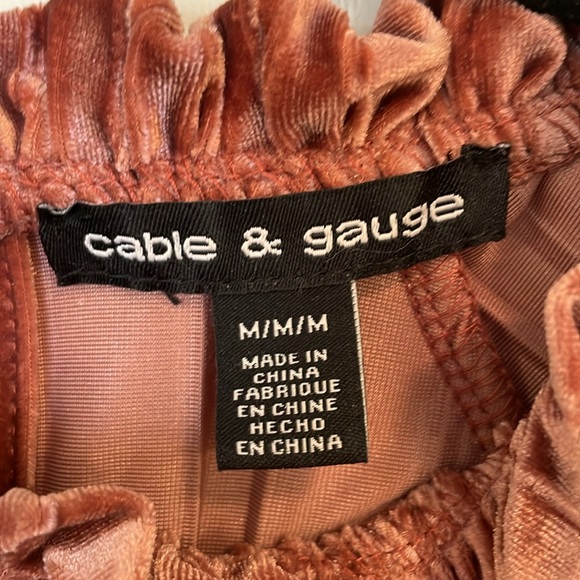 cable & gauge
M/M/M
MADE IN
CHINA
FABRIQUE
EN CHINE
HECHO
EN CHINA